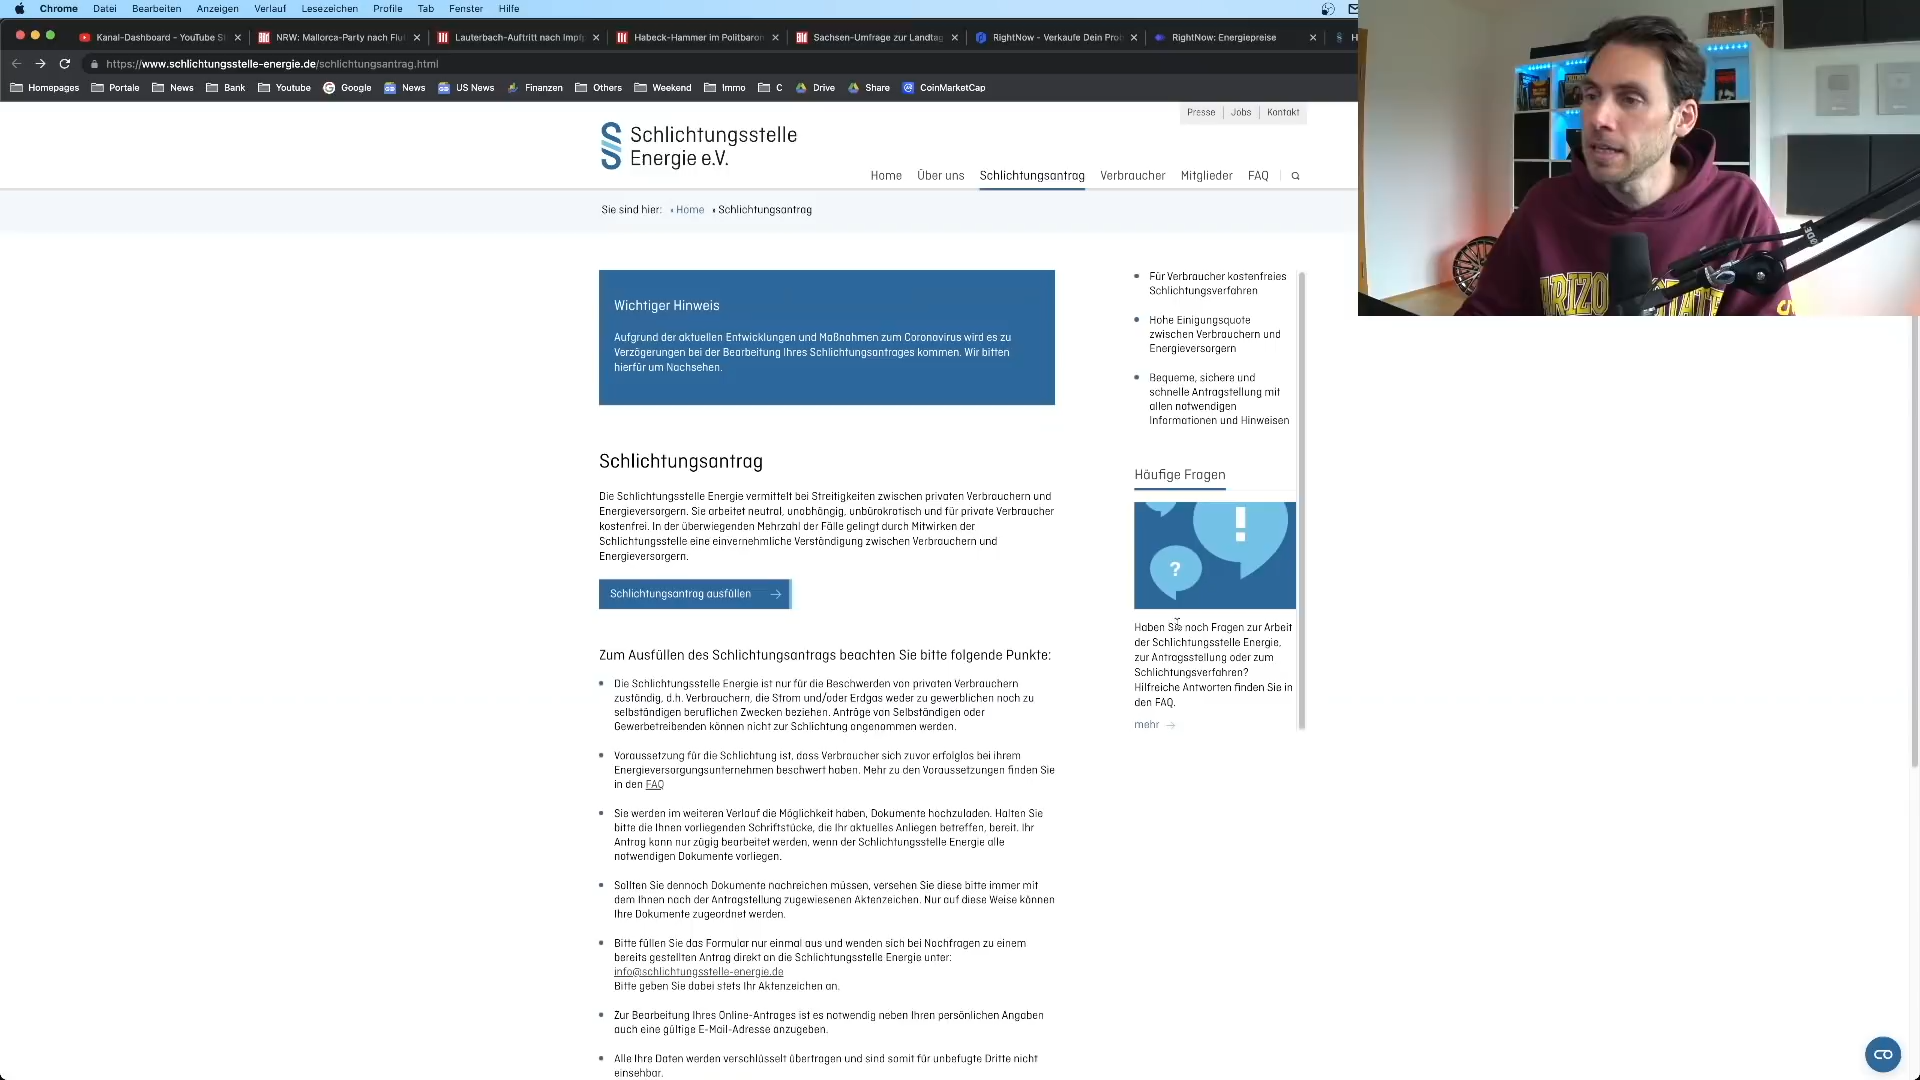 Chrome Datei Bearbeiten Anzeigen Verlauf Lesezeichen Profile Tab Fenster Hilfe
Kanal-Dashboard - YouTube S
NRW: Mallorca-Party nach Flu
Lauterbach-Auftritt nach Impf
Habeck-Hammer im Politbaro
Sachsen-Umfrage zur Landtag
RightNow - Verkaufe Dein Pro
RightNow: Energiepreise
H
https://www.schlichtungsstelle-energie.de/schlichtungsantrag.html
Homepages Portale News Bank Youtube Google News US News Finanzen Others Weekend Immo C Drive Share CoinMarketCap
Presse Jobs Kontakt
Schlichtungsstelle
Energie e.V.
Home Über uns Schlichtungsantrag Verbraucher Mitglieder FAQ
Sie sind hier: Home Schlichtungsantrag
Wichtiger Hinweis
Aufgrund der aktuellen Entwicklungen und Maßnahmen zum Coronavirus wird es zu
Verzögerungen bei der Bearbeitung Ihres Schlichtungsantrages kommen. Wir bitten
hierfür um Nachsehen.
Schlichtungsantrag
Die Schlichtungsstelle Energie vermittelt bei Streitigkeiten zwischen privaten Verbrauchern und
Energieversorgern. Sie arbeitet neutral, unabhängig, unbürokratisch und für private Verbraucher
kostenfrei. In der überwiegenden Mehrzahl der Fälle gelingt durch Mitwirken der
Schlichtungsstelle eine einvernehmliche Verständigung zwischen Verbrauchern und
Energieversorgern.
Schlichtungsantrag ausfüllen →
Zum Ausfüllen des Schlichtungsantrags beachten Sie bitte folgende Punkte:
• Die Schlichtungsstelle Energie ist nur für die Beschwerden von privaten Verbrauchern
zuständig, d.h. Verbrauchern, die Strom und/oder Erdgas weder zu gewerblichen noch zu
selbständigen beruflichen Zwecken beziehen. Anträge von Selbständigen oder
Gewerbetreibenden können nicht zur Schlichtung angenommen werden.
• Voraussetzung für die Schlichtung ist, dass Verbraucher sich zuvor erfolglos bei ihrem
Energieversorgungsunternehmen beschwert haben. Mehr zu den Voraussetzungen finden Sie
in den FAQ
• Sie werden im weiteren Verlauf die Möglichkeit haben, Dokumente hochzuladen. Halten Sie
bitte die Ihnen vorliegenden Schriftstücke, die Ihr aktuelles Anliegen betreffen, bereit. Ihr
Antrag kann nur zügig bearbeitet werden, wenn der Schlichtungsstelle Energie alle
notwendigen Dokumente vorliegen.
• Sollten Sie dennoch Dokumente nachreichen müssen, versehen Sie diese bitte immer mit
dem Ihnen nach der Antragstellung zugewiesenen Aktenzeichen. Nur auf diese Weise können
Ihre Dokumente zugeordnet werden.
• Bitte füllen Sie das Formular nur einmal aus und wenden sich bei Nachfragen zu einem
bereits gestellten Antrag direkt an die Schlichtungsstelle Energie unter:
info@schlichtungsstelle-energie.de
Bitte geben Sie dabei stets Ihr Aktenzeichen an.
• Zur Bearbeitung Ihres Online-Antrages ist es notwendig neben Ihren persönlichen Angaben
auch eine gültige E-Mail-Adresse anzugeben.
• Alle Ihre Daten werden verschlüsselt übertragen und sind somit für unbefugte Dritte nicht
einsehbar.
• Für Verbraucher kostenfreies
Schlichtungsverfahren
• Hohe Einigungsquote
zwischen Verbrauchern und
Energieversorgern
• Bequeme, sichere und
schnelle Antragstellung mit
allen notwendigen
Informationen und Hinweisen
Häufige Fragen
!
?
Haben Sie noch Fragen zur Arbeit
der Schlichtungsstelle Energie,
zur Antragsstellung oder zum
Schlichtungsverfahren?
Hilfreiche Antworten finden Sie in
den FAQ.
mehr →
RØDE